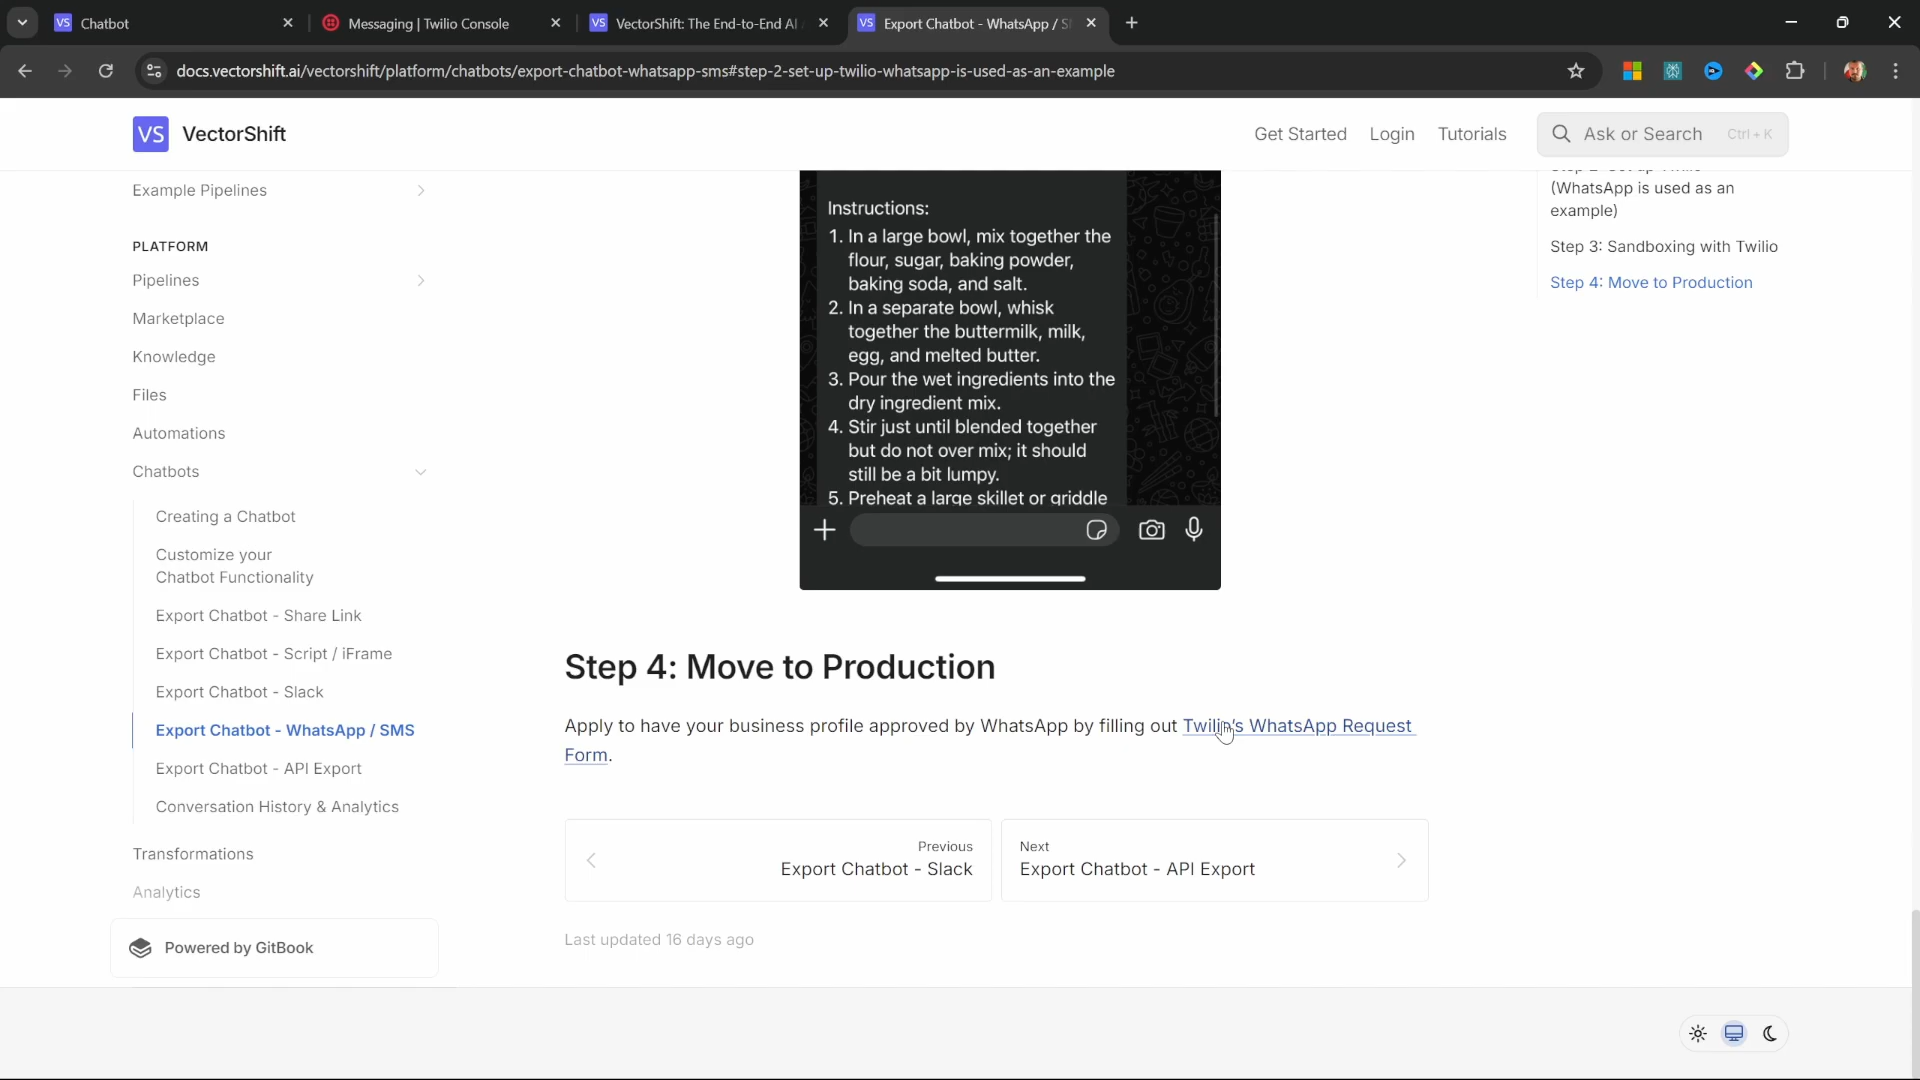 Chatbot
Messaging | Twilio Console
VectorShift: The End-to-End AI
Export Chatbot - WhatsApp / S
docs.vectorshift.ai/vectorshift/platform/chatbots/export-chatbot-whatsapp-sms#step-2-set-up-twilio-whatsapp-is-used-as-an-example
VS VectorShift
Get Started
Login
Tutorials
Ask or Search
Ctrl + K
Example Pipelines
PLATFORM
Pipelines
Marketplace
Knowledge
Files
Automations
Chatbots
Creating a Chatbot
Customize your
Chatbot Functionality
Export Chatbot - Share Link
Export Chatbot - Script / iFrame
Export Chatbot - Slack
Export Chatbot - WhatsApp / SMS
Export Chatbot - API Export
Conversation History & Analytics
Transformations
Analytics
Powered by GitBook
Instructions:
1. In a large bowl, mix together the
flour, sugar, baking powder,
baking soda, and salt.
2. In a separate bowl, whisk
together the buttermilk, milk,
egg, and melted butter.
3. Pour the wet ingredients into the
dry ingredient mix.
4. Stir just until blended together
but do not over mix; it should
still be a bit lumpy.
5. Preheat a large skillet or griddle
Step 4: Move to Production
Apply to have your business profile approved by WhatsApp by filling out Twilio's WhatsApp Request
Form.
Previous
Export Chatbot - Slack
Next
Export Chatbot - API Export
Last updated 16 days ago
(WhatsApp is used as an
example)
Step 3: Sandboxing with Twilio
Step 4: Move to Production